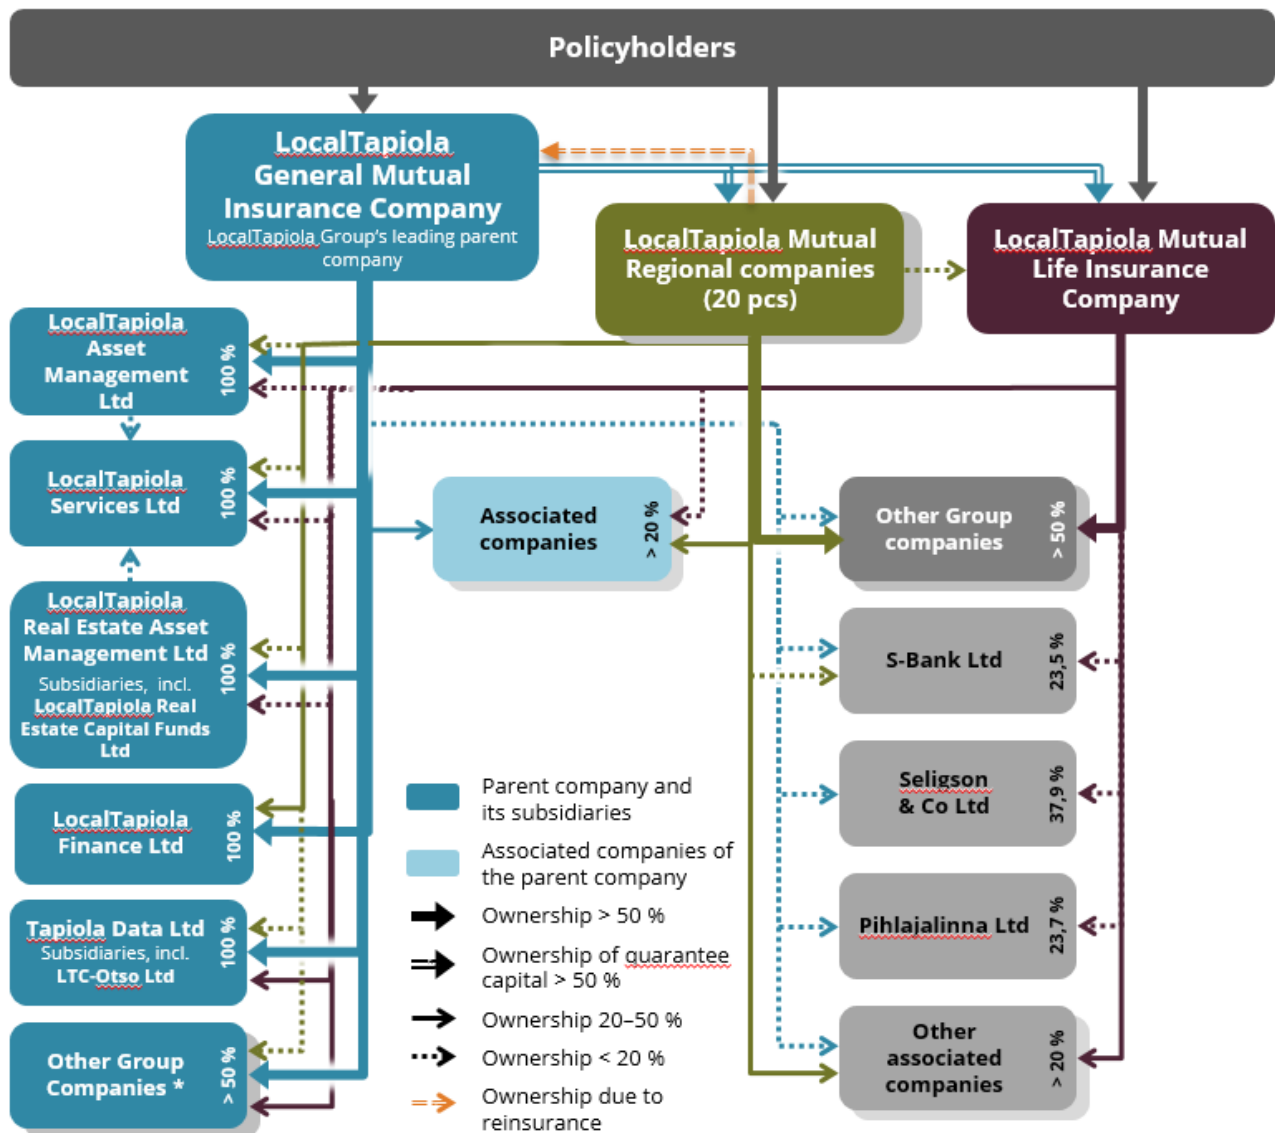 Policyholders
LocalTapiola
General Mutual
Insurance Company
LocalTapiola Group's leading parent
company
LocalTapiola Mutual
Regional companies
(20 pcs)
LocalTapiola Mutual
Life Insurance
Company
LocalTapiola
Asset
Management
Ltd
100 %
LocalTapiola
Services Ltd
100 %
LocalTapiola
Real Estate Asset
Management Ltd
Subsidiaries, incl.
LocalTapiola Real
Estate Capital Funds
Ltd
100 %
LocalTapiola
Finance Ltd
100 %
Tapiola Data Ltd
Subsidiaries, incl.
LTC-Otso Ltd
100 %
Other Group
Companies *
> 50 %
Associated
companies
> 20 %
Other Group
companies
> 50 %
S-Bank Ltd
23,5 %
Seligson
& Co Ltd
37,9 %
Pihlajalinna Ltd
23,7 %
Other
associated
companies
> 20 %
Parent company and
its subsidiaries
Associated companies of
the parent company
Ownership > 50 %
Ownership of quarantee
capital > 50 %
Ownership 20–50 %
Ownership < 20 %
Ownership due to
reinsurance